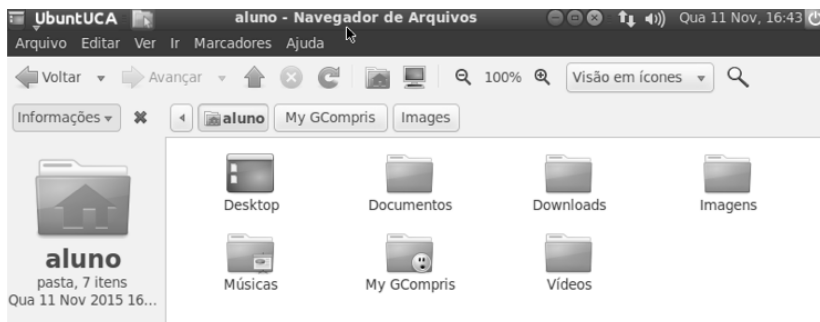 UbuntUCA aluno - Navegador de Arquivos Qua 11 Nov, 16:43
Arquivo Editar Ver Ir Marcadores Ajuda
Voltar Avançar 100% Visão em ícones
Informações aluno My GCompris Images
Desktop Documentos Downloads Imagens
Músicas My GCompris Vídeos
aluno
pasta, 7 itens
Qua 11 Nov 2015 16...